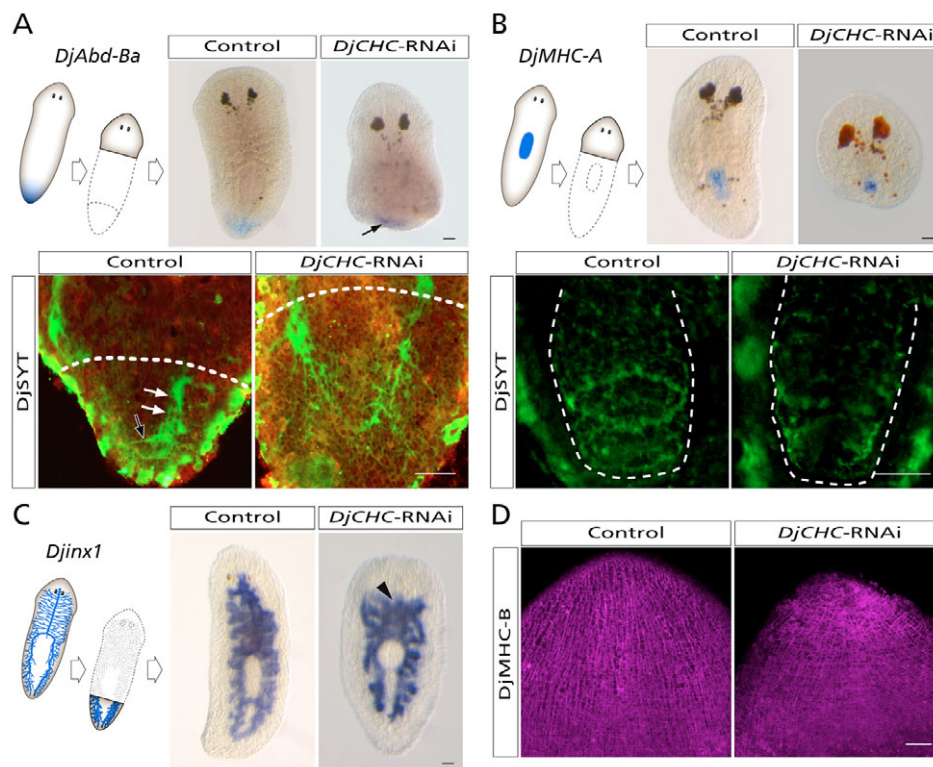 A
DjAbd-Ba
Control
DjCHC-RNAi
Control
DjCHC-RNAi
DjSYT
B
DjMHC-A
Control
DjCHC-RNAi
Control
DjCHC-RNAi
DjSYT
C
Djinx1
Control
DjCHC-RNAi
D
Control
DjCHC-RNAi
DjMHC-B